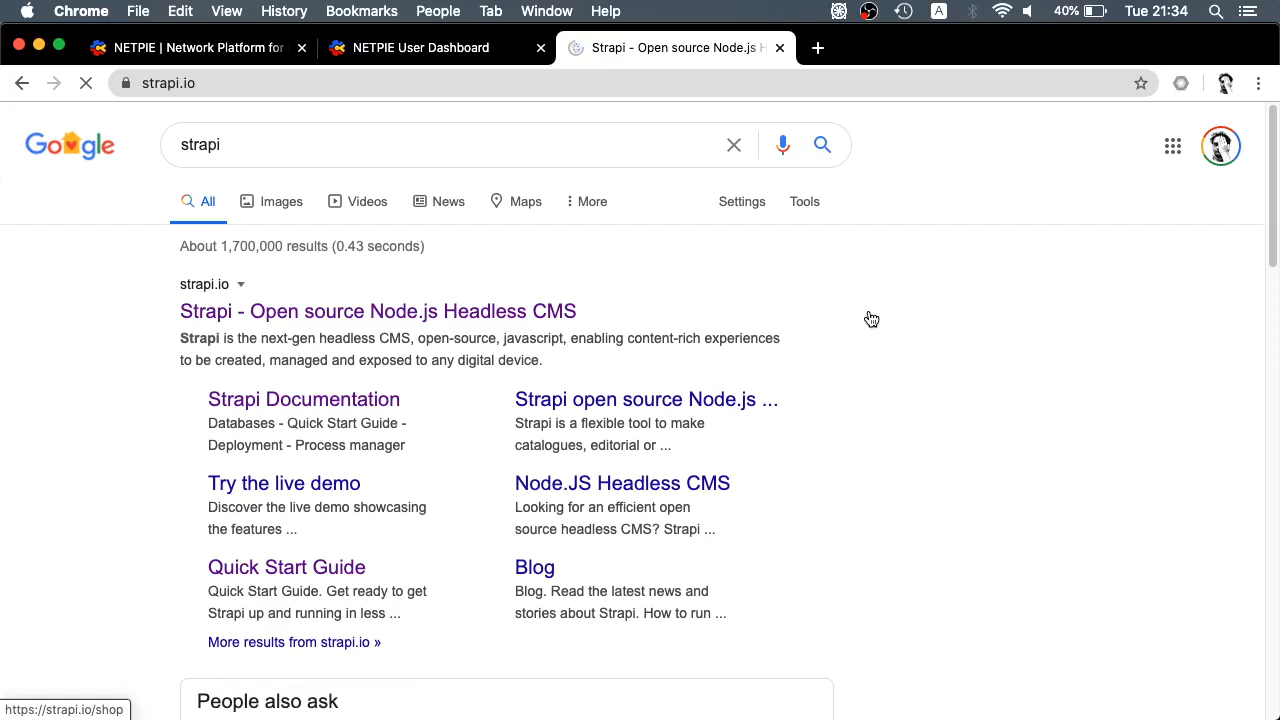 Chrome File Edit View History Bookmarks People Tab Window Help A 40% Tue 21:34
NETPIE | Network Platform for NETPIE User Dashboard Strapi - Open source Node.js H
strapi.io
Google strapi
All Images Videos News Maps More Settings Tools
About 1,700,000 results (0.43 seconds)
strapi.io
Strapi - Open source Node.js Headless CMS
Strapi is the next-gen headless CMS, open-source, javascript, enabling content-rich experiences
to be created, managed and exposed to any digital device.
Strapi Documentation
Databases - Quick Start Guide -
Deployment - Process manager
Strapi open source Node.js ...
Strapi is a flexible tool to make
catalogues, editorial or ...
Try the live demo
Discover the live demo showcasing
the features ...
Node.JS Headless CMS
Looking for an efficient open
source headless CMS? Strapi ...
Quick Start Guide
Quick Start Guide. Get ready to get
Strapi up and running in less ...
Blog
Blog. Read the latest news and
stories about Strapi. How to run ...
More results from strapi.io »
People also ask
https://strapi.io/shop